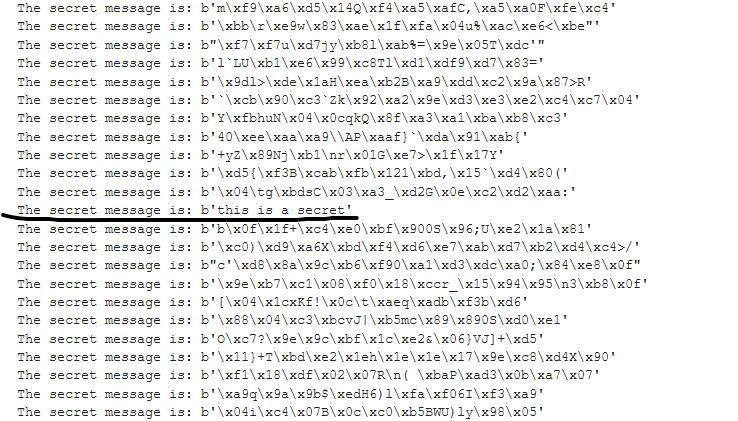 The secret message is: b'm\xf9\xa6\xd5\x14Q\xf4\xa5\xafC,\xa5\xa0F\xfe\xc4'
The secret message is: b'\xbb\r\xe9w\x83\xae\x1f\xfa\x04u%\xac\xe6<\xbe"'
The secret message is: b"\xf7\xf7u\xd7jy\xb8l\xab%=\x9e\x05T\xdc'"
The secret message is: b'l`LU\xb1\xe6\x99\xc8Tl\xd1\xdf9\xd7\x83='
The secret message is: b'\x9dl>\xde\x1aH\xea\xb2B\xa9\xdd\xc2\x9a\x87>R'
The secret message is: b'`\xcb\x90\xc3`Zk\x92\xa2\x9e\xd3\xe3\xe2\xc4\xc7\x04'
The secret message is: b'Y\xfbhuN\x04\x0cqkQ\x8f\xa3\xa1\xba\xb8\xc3'
The secret message is: b'40\xee\xaa\xa9\\AP\xaaf}`\xda\x91\xab{'
The secret message is: b'+yZ\x89Nj\xb1\nr\x01G\xe7>\x1f\x17Y'
The secret message is: b'\xd5{\xf3B\xcab\xfb\x121\xbd,\x15`\xd4\x80('
The secret message is: b'\x04\tg\xbdsC\x03\xa3_\xd2G\x0e\xc2\xd2\xaa:'
The secret message is: b'this is a secret'
The secret message is: b'b\x0f\x1f+\xc4\xe0\xbf\x900S\x96;U\xe2\x1a\x81'
The secret message is: b'\xc0)\xd9\xa6X\xbd\xf4\xd6\xe7\xab\xd7\xb2\xd4\xc4>/'
The secret message is: b"c'\xd8\x8a\x9c\xb6\xf90\xa1\xd3\xdc\xa0;\x84\xe8\x0f"
The secret message is: b'\x9e\xb7\xc1\x08\xf0\x18\xccr_\x15\x94\x95\n3\xb8\x0f'
The secret message is: b'[\x04\x1cxKf!\x0c\t\xaeq\xadb\xf3b\xd6'
The secret message is: b'\x88\x04\xc3\xbcvJ|\xb5mc\x89\x890S\xd0\xe1'
The secret message is: b'O\xc7?\x9e\x9c\xbf\x1c\xe2&\x06}VJ]+\xd5'
The secret message is: b'\x11}+T\xbd\xe2\x1eh\x1e\x1e\x17\x9e\xc8\xd4X\x90'
The secret message is: b'\xf1\x18\xdf\x02\x07R\n( \xbaP\xad3\x0b\xa7\x07'
The secret message is: b'\xa9q\x9a\x9b$\xedH6)l\xfa\xf06I\xf3\xa9'
The secret message is: b'\x04i\xc4\x07B\x0c\xc0\xb5BWU)ly\x98\x05'